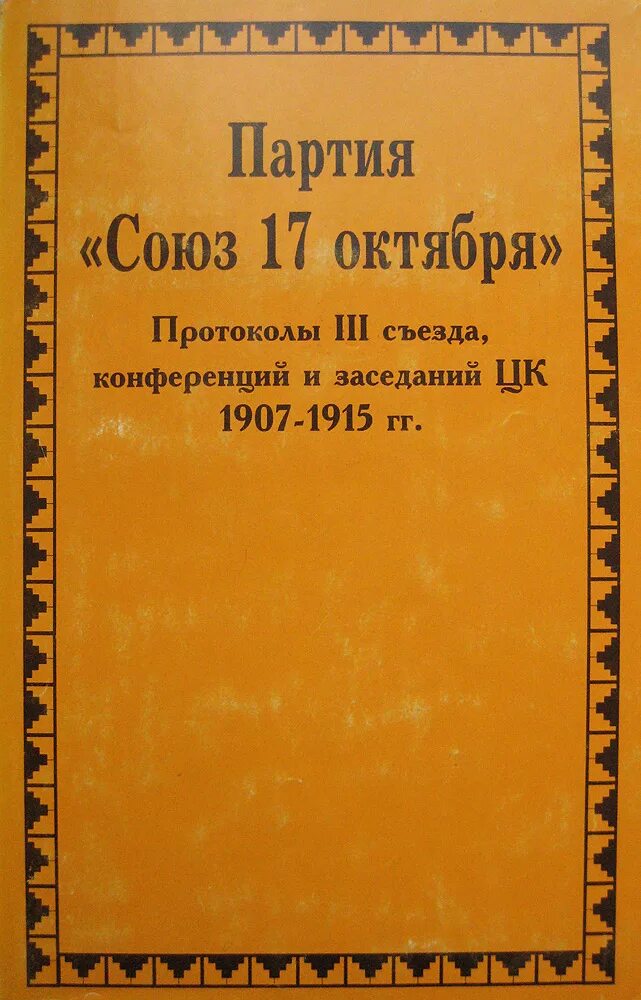 Партия
«Союз 17 октября»
Протоколы III съезда,
конференций и заседаний ЦК
1907-1915 гг.